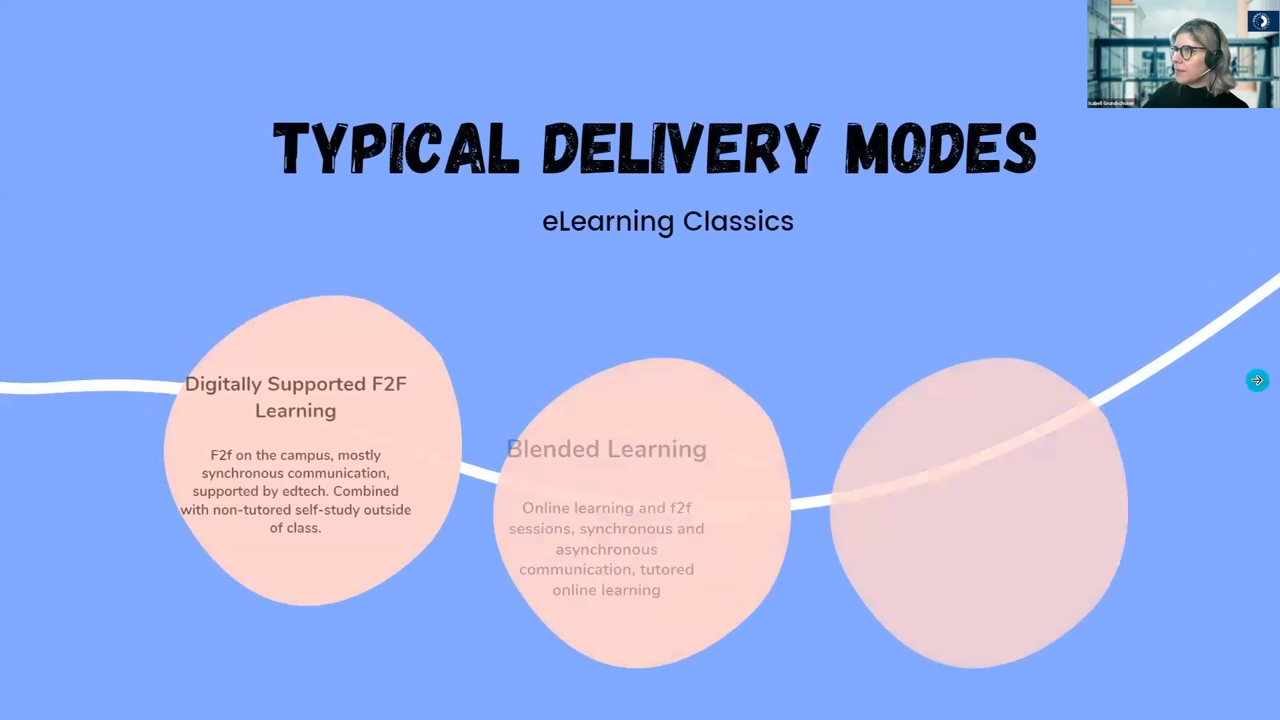 Isabell Grundschober
TYPICAL DELIVERY MODES
eLearning Classics
Digitally Supported F2F
Learning
F2f on the campus, mostly
synchronous communication,
supported by edtech. Combined
with non-tutored self-study outside
of class.
Blended Learning
Online learning and f2f
sessions, synchronous and
asynchronous
communication, tutored
online learning